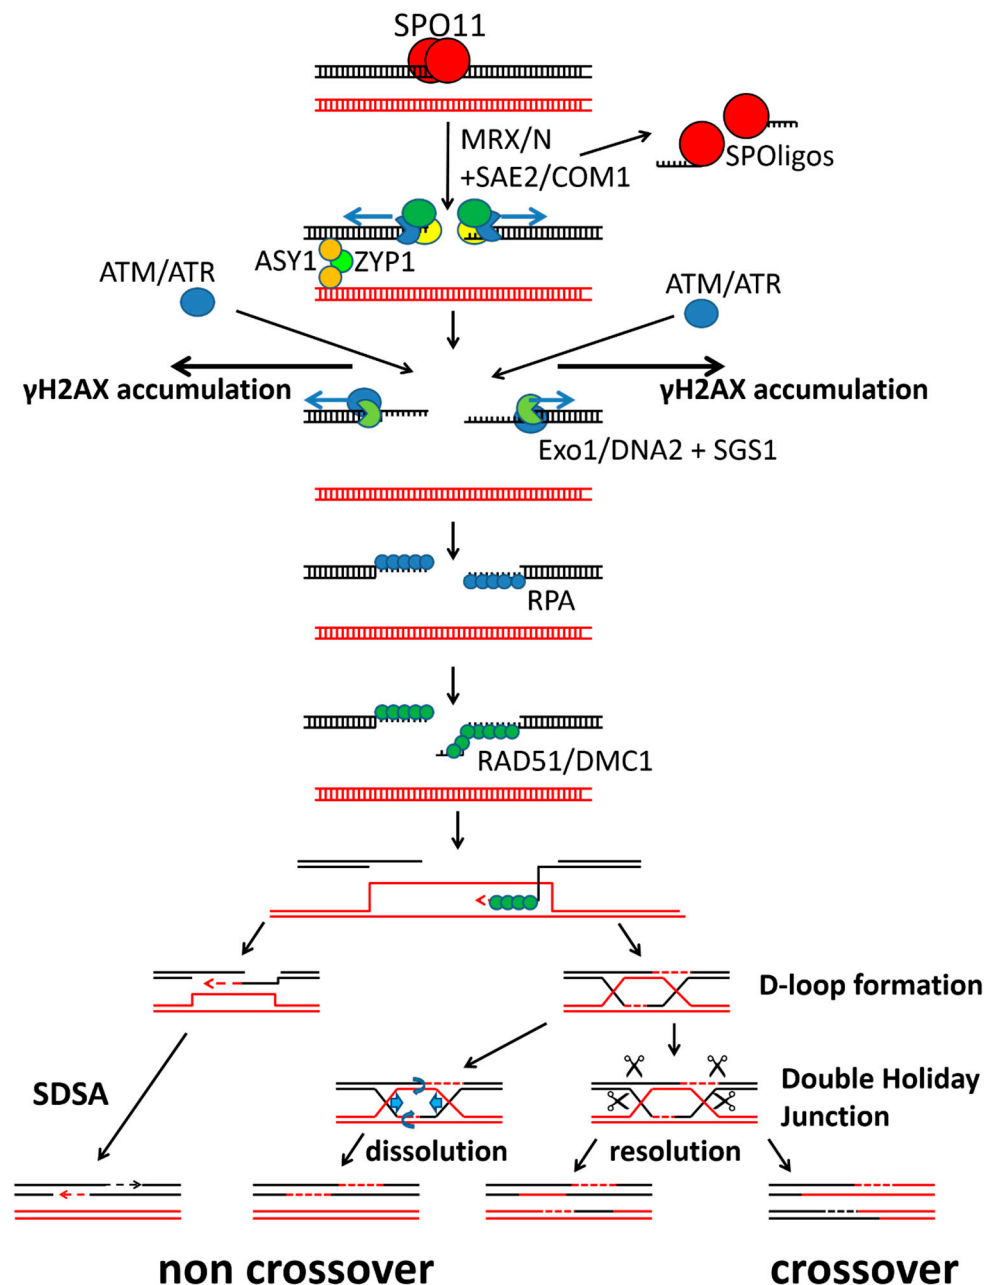 SPO11
MRX/N
+SAE2/COM1
SPOligos
ASY1
ZYP1
ATM/ATR
ATM/ATR
γH2AX accumulation
γH2AX accumulation
Exo1/DNA2 + SGS1
RPA
RAD51/DMC1
D-loop formation
SDSA
Double Holiday
Junction
dissolution
resolution
non crossover
crossover